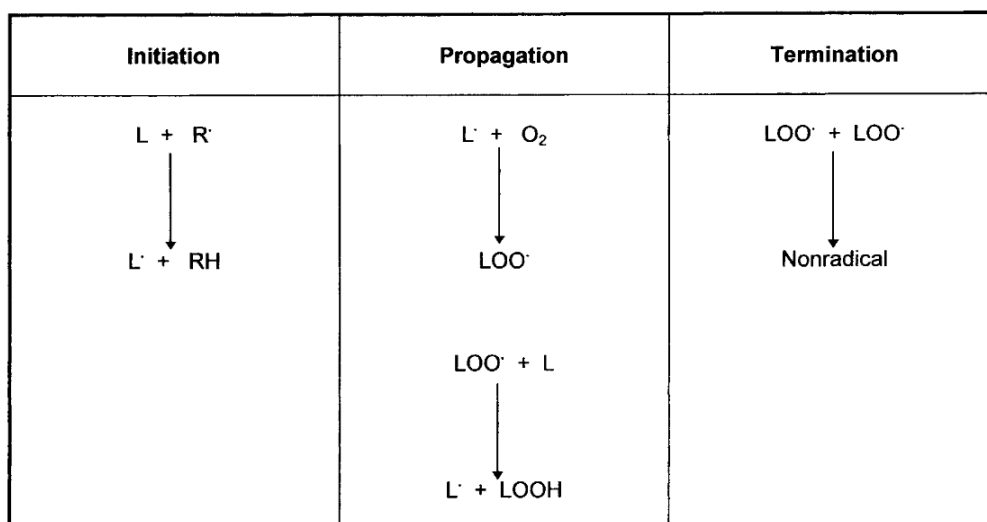 Initiation
Propagation
Termination
L + R·
L· + O₂
LOO· + LOO·
L· + RH
LOO·
Nonradical
LOO· + L
L· + LOOH